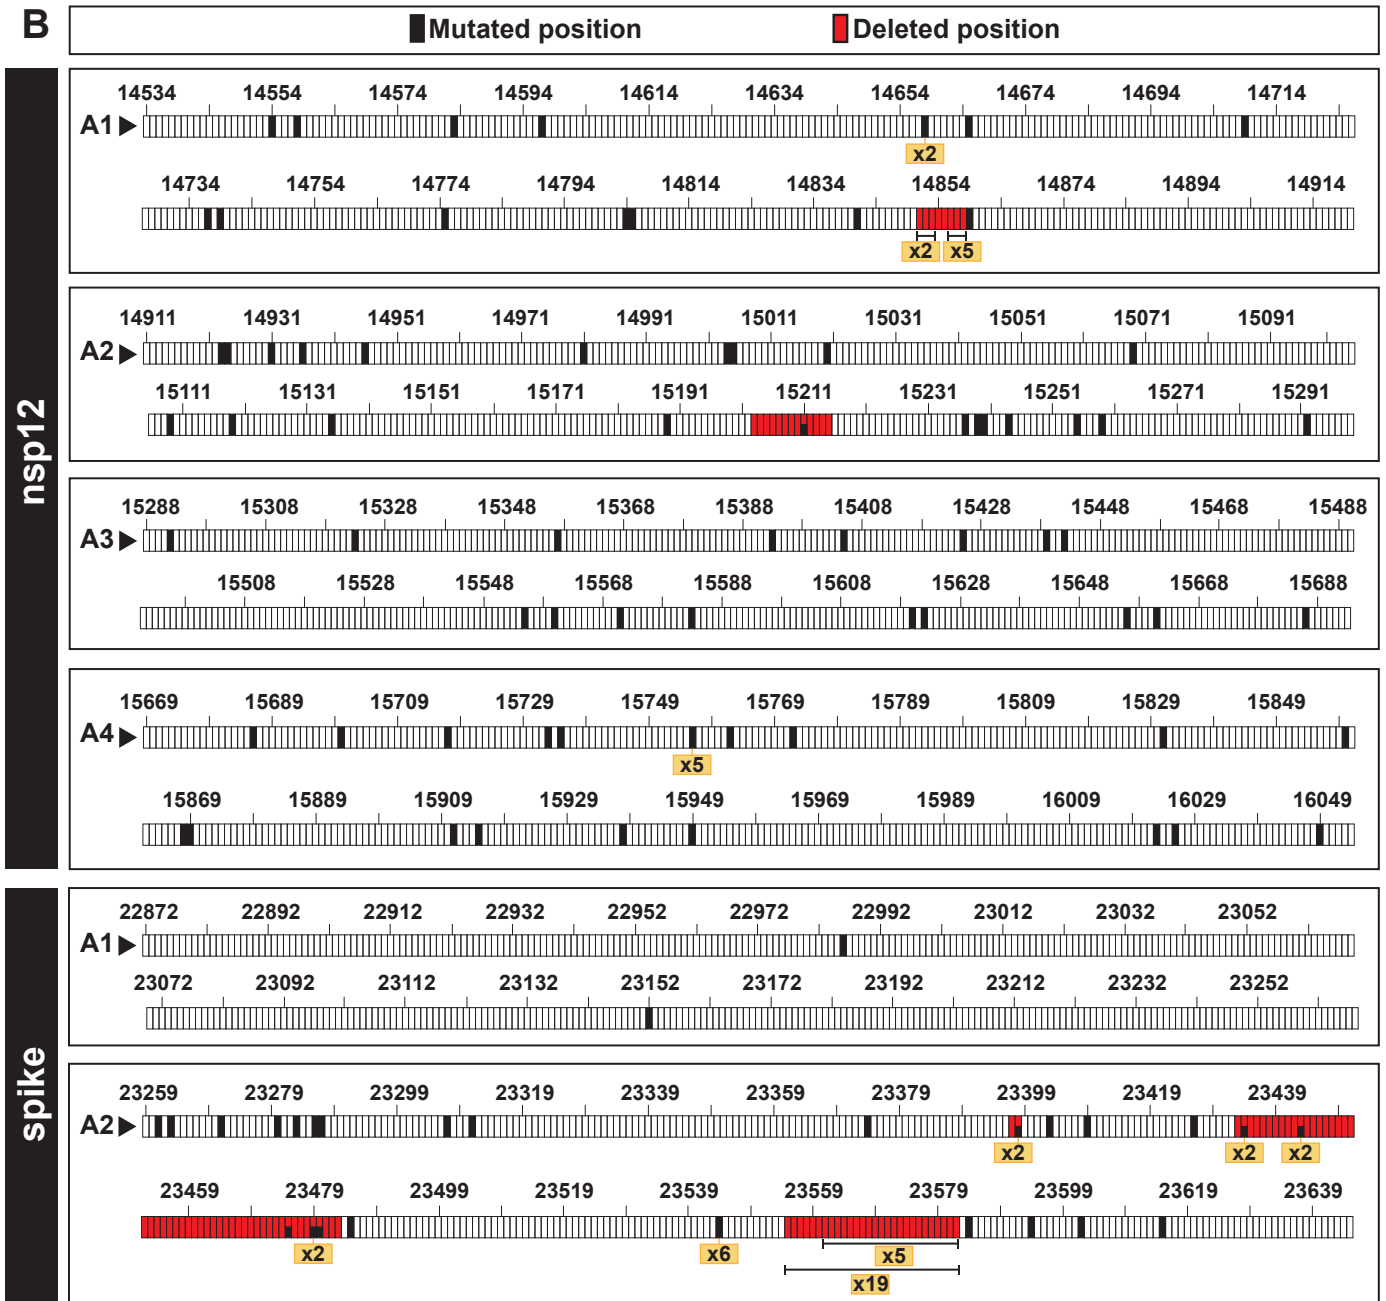 B
Mutated position Deleted position
nsp12
14534 14554 14574 14594 14614 14634 14654 14674 14694 14714
A1
x2
14734 14754 14774 14794 14814 14834 14854 14874 14894 14914
x2 x5
14911 14931 14951 14971 14991 15011 15031 15051 15071 15091
A2
15111 15131 15151 15171 15191 15211 15231 15251 15271 15291
15288 15308 15328 15348 15368 15388 15408 15428 15448 15468 15488
A3
15508 15528 15548 15568 15588 15608 15628 15648 15668 15688
15669 15689 15709 15729 15749 15769 15789 15809 15829 15849
A4
x5
15869 15889 15909 15929 15949 15969 15989 16009 16029 16049
spike
22872 22892 22912 22932 22952 22972 22992 23012 23032 23052
A1
23072 23092 23112 23132 23152 23172 23192 23212 23232 23252
23259 23279 23299 23319 23339 23359 23379 23399 23419 23439
A2
x2 x2 x2
23459 23479 23499 23519 23539 23559 23579 23599 23619 23639
x2 x6 x5
x19